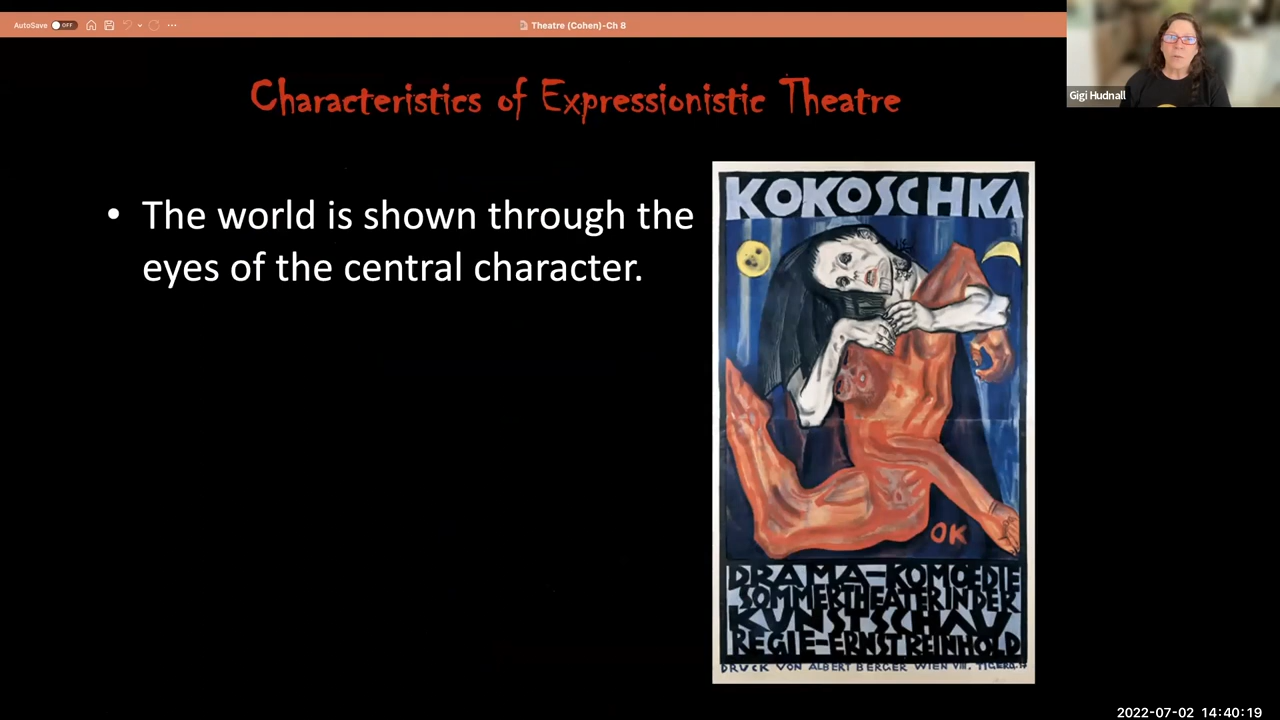 AutoSave OFF
Theatre (Cohen)-Ch 8
Gigi Hudnall
Characteristics of Expressionistic Theatre
• The world is shown through the
eyes of the central character.
KOKOSCHKA
OK
DRAMA-KOMOEDIE
SOMMERTHEATER IN DER
KUNSTSCHAU
REGIE-ERNST REINHOLD
DRUCK VON ALBERT BERGER WIEN VIII.
2022-07-02 14:40:19